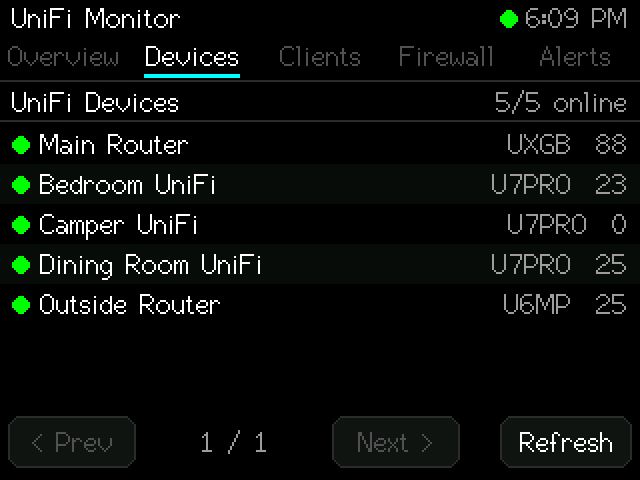 UniFi Monitor 6:09 PM
Overview Devices Clients Firewall Alerts
UniFi Devices 5/5 online
Main Router UXGB 88
Bedroom UniFi U7PRO 23
Camper UniFi U7PRO 0
Dining Room UniFi U7PRO 25
Outside Router U6MP 25
< Prev 1 / 1 Next > Refresh